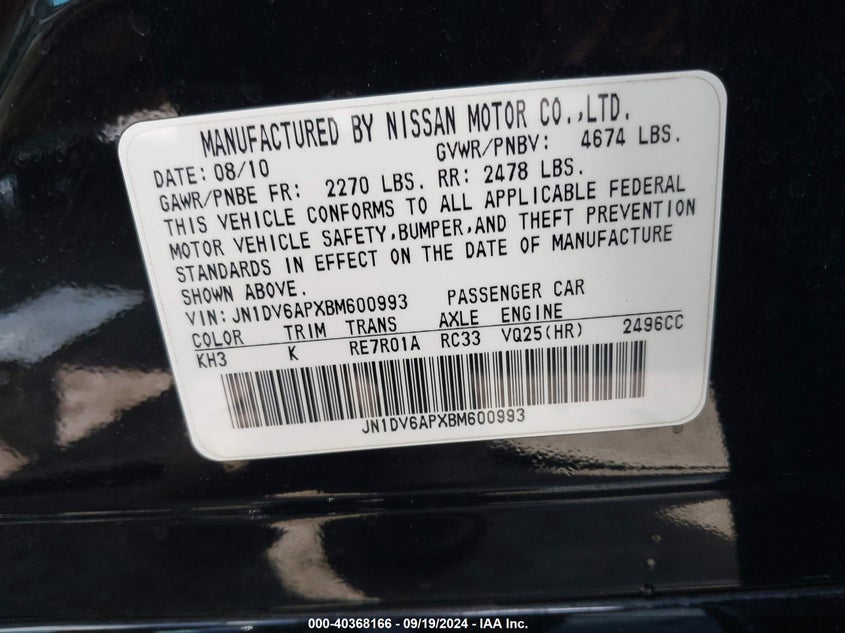 MANUFACTURED BY NISSAN MOTOR CO.,LTD.
DATE: 08/10 GVWR/PNBV: 4674 LBS.
GAWR/PNBE FR: 2270 LBS. RR: 2478 LBS.
THIS VEHICLE CONFORMS TO ALL APPLICABLE FEDERAL
MOTOR VEHICLE SAFETY,BUMPER,AND THEFT PREVENTION
STANDARDS IN EFFECT ON THE DATE OF MANUFACTURE
SHOWN ABOVE.
VIN: JN1DV6APXBM600993 PASSENGER CAR
COLOR TRIM TRANS AXLE ENGINE
KH3 K RE7R01A RC33 VQ25(HR) 2496CC
JN1DV6APXBM600993
000-40368166 - 09/19/2024 - IAA Inc.